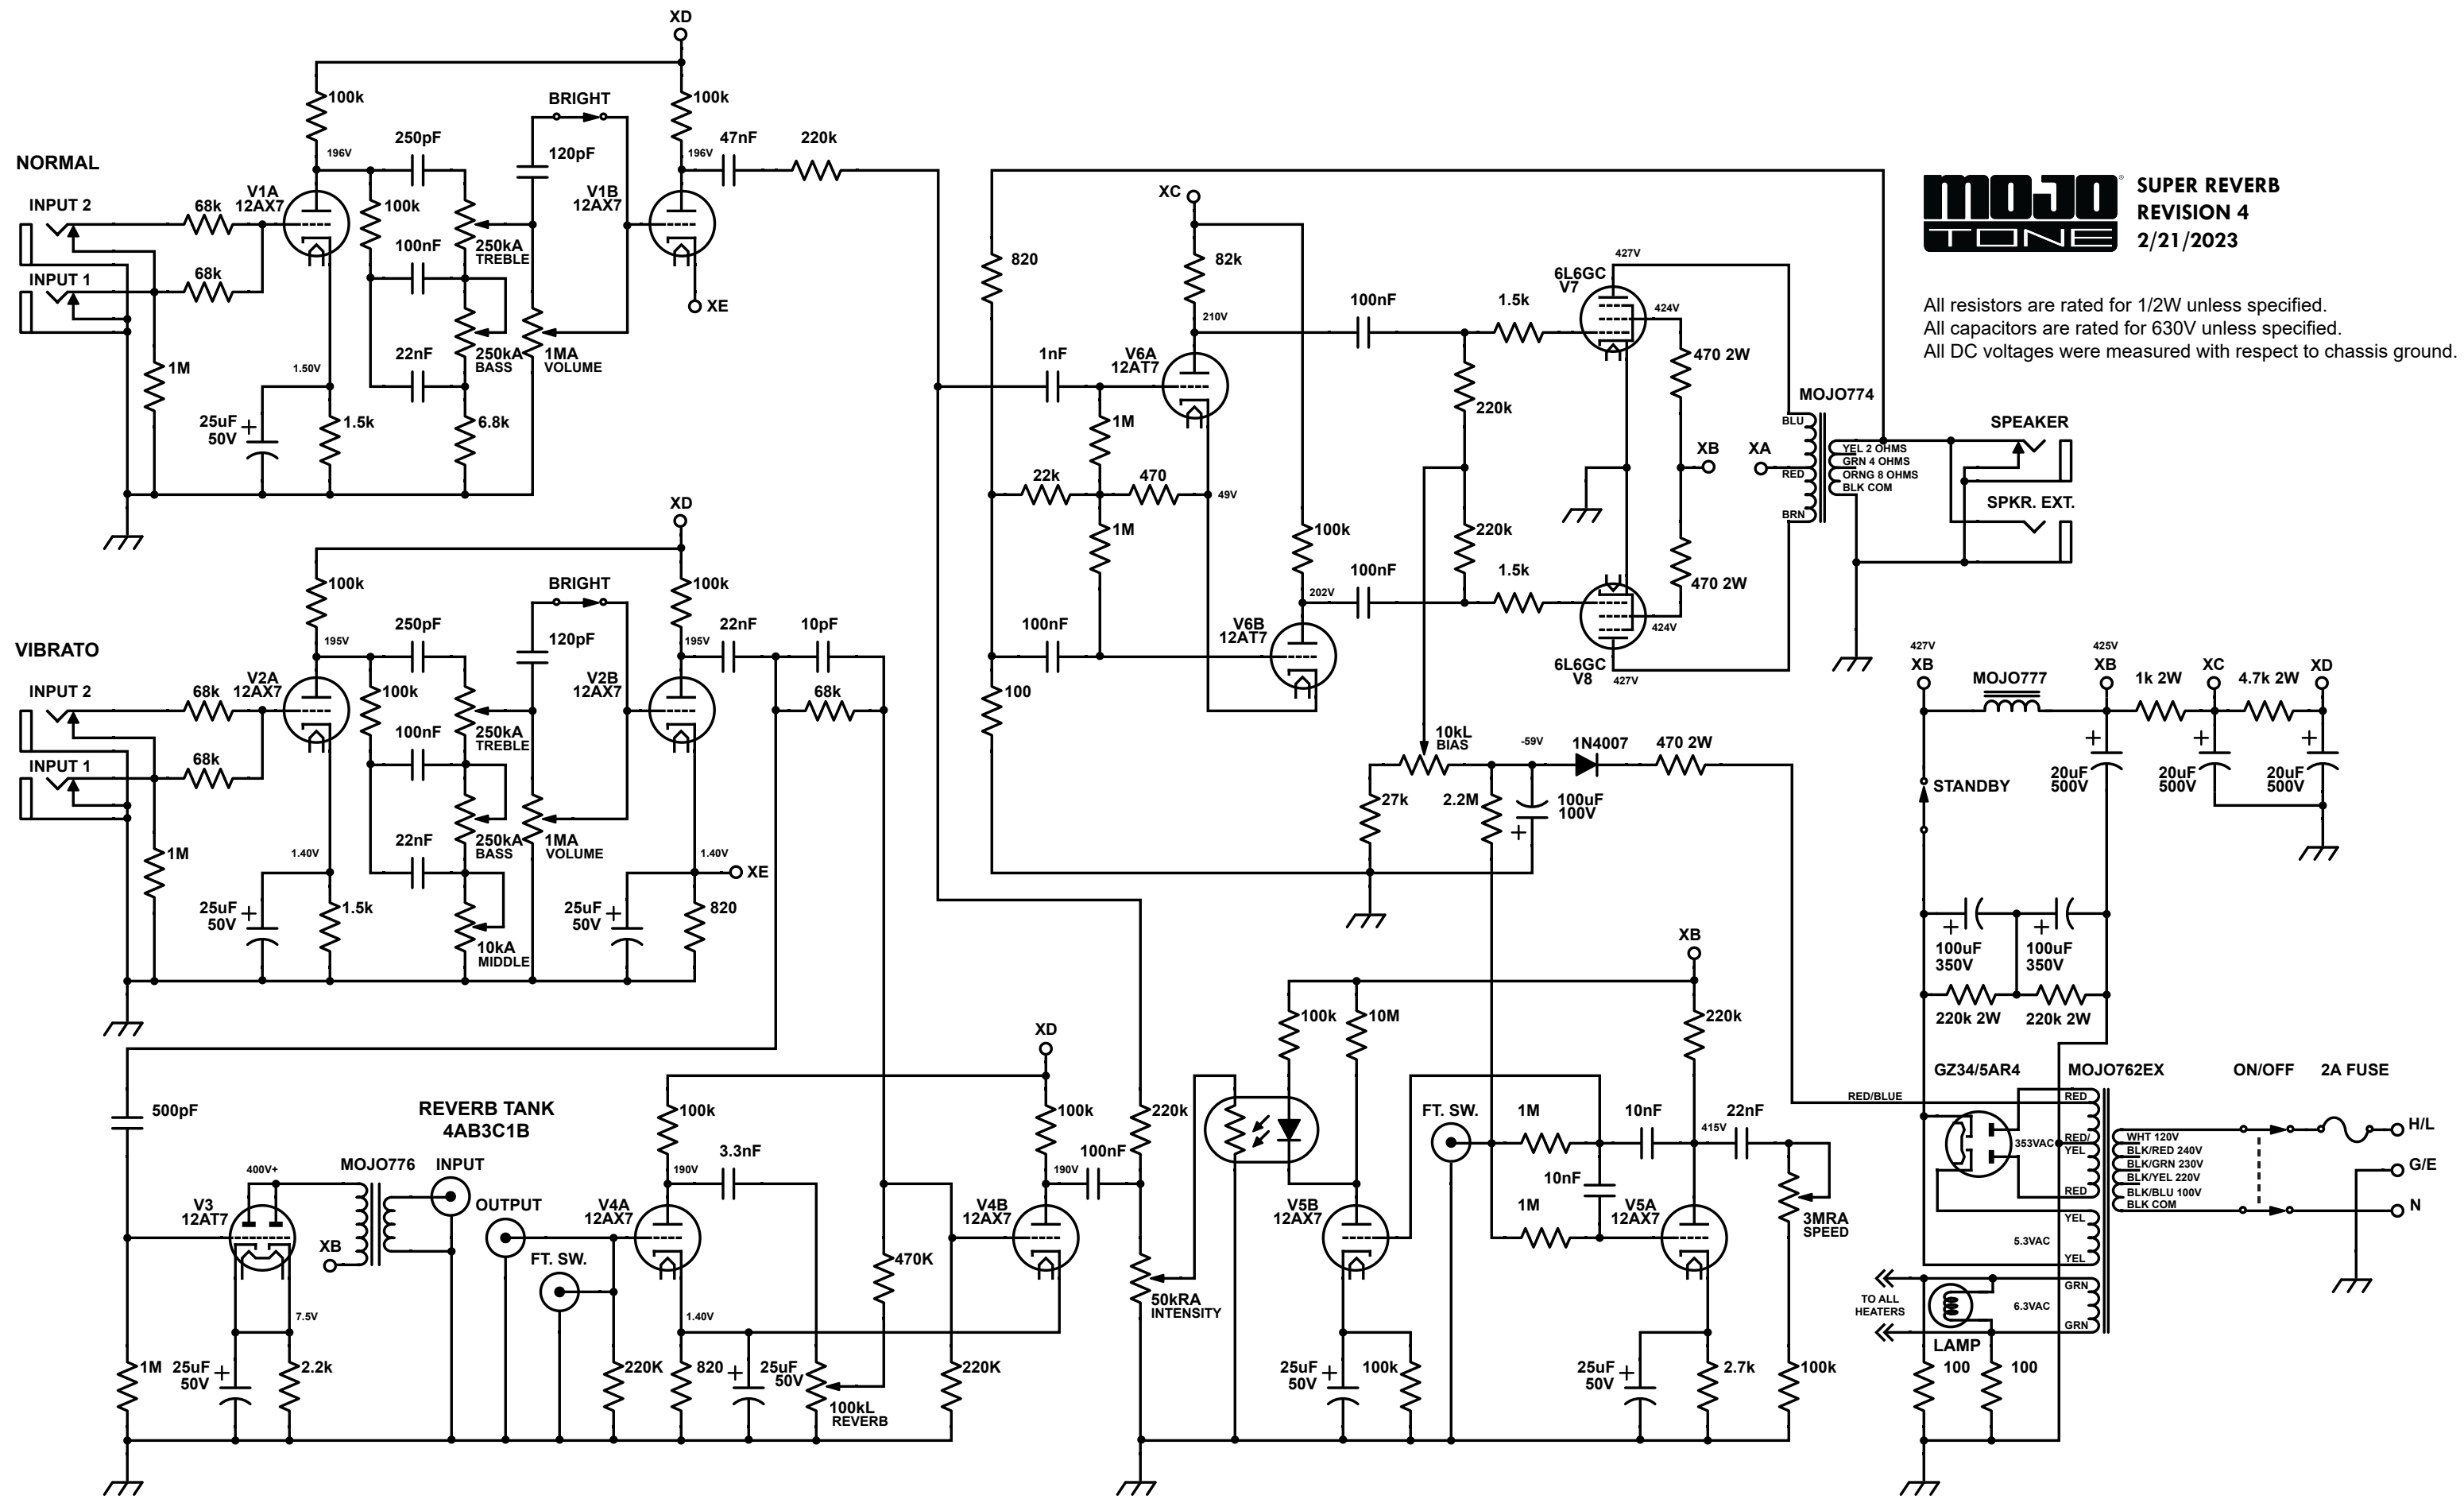 XD
100k
100k
BRIGHT
250pF
47nF
220k
196V
196V
120pF
NORMAL
V1A
12AX7
V1B
12AX7
INPUT 2
68k
100k
250kA
TREBLE
100nF
INPUT 1
68k
XE
22nF
250kA
BASS
1MA
VOLUME
1M
1.50V
25uF
50V
1.5k
6.8k
XC
820
82k
210V
1nF
V6A
12AT7
100nF
1.5k
6L6GC
V7
427V
424V
470 2W
1M
220k
22k
470
49V
XB
XA
1M
100k
220k
470 2W
100nF
1.5k
202V
100nF
V6B
12AT7
424V
6L6GC
V8
427V
100
MOJO774
BLU
RED
BRN
YEL 2 OHMS
GRN 4 OHMS
ORNG 8 OHMS
BLK COM
SPEAKER
SPKR. EXT.
MOJO
TONE
®
SUPER REVERB
REVISION 4
2/21/2023
All resistors are rated for 1/2W unless specified.
All capacitors are rated for 630V unless specified.
All DC voltages were measured with respect to chassis ground.
XD
100k
100k
BRIGHT
250pF
22nF
10pF
195V
195V
120pF
VIBRATO
V2A
12AX7
V2B
12AX7
INPUT 2
68k
100k
250kA
TREBLE
68k
100nF
INPUT 1
68k
22nF
250kA
BASS
1MA
VOLUME
1M
1.40V
1.40V
XE
25uF
50V
1.5k
10kA
MIDDLE
25uF
50V
820
10kL
BIAS
-59V
1N4007
470 2W
27k
2.2M
100uF
100V
427V
XB
425V
XB
XC
XD
MOJO777
1k 2W
4.7k 2W
STANDBY
20uF
500V
20uF
500V
20uF
500V
100uF
350V
100uF
350V
220k 2W
220k 2W
500pF
REVERB TANK
4AB3C1B
MOJO776
INPUT
400V+
V3
12AT7
XB
OUTPUT
FT. SW.
7.5V
1M
25uF
50V
2.2k
XD
100k
100k
220k
3.3nF
100nF
190V
190V
V4A
12AX7
V4B
12AX7
470K
1.40V
220K
820
25uF
50V
100kL
REVERB
220K
50kRA
INTENSITY
XB
100k
10M
220k
FT. SW.
1M
10nF
22nF
415V
10nF
V5B
12AX7
1M
V5A
12AX7
3MRA
SPEED
25uF
50V
100k
25uF
50V
2.7k
100k
GZ34/5AR4
MOJO762EX
ON/OFF
2A FUSE
RED/BLUE
RED
353VAC
RED/
YEL
RED
WHT 120V
BLK/RED 240V
BLK/GRN 230V
BLK/YEL 220V
BLK/BLU 100V
BLK COM
H/L
G/E
N
YEL
5.3VAC
YEL
TO ALL
HEATERS
GRN
6.3VAC
GRN
LAMP
100
100